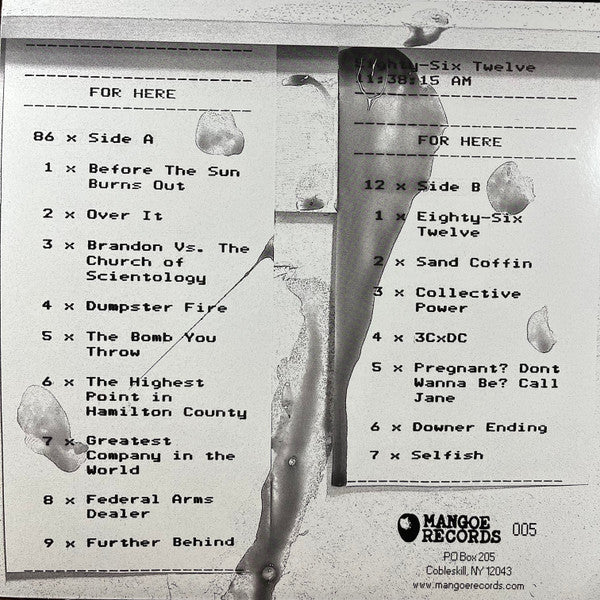 FOR HERE
86 x Side A
1 x Before The Sun
Burns Out
2 x Over It
3 x Brandon Vs. The
Church of
Scientology
4 x Dumpster Fire
5 x The Bomb You
Throw
6 x The Highest
Point in
Hamilton County
7 x Greatest
Company in the
World
8 x Federal Arms
Dealer
9 x Further Behind
Eighty-Six Twelve
11:38:15 AM
FOR HERE
12 x Side B
1 x Eighty-Six
Twelve
2 x Sand Coffin
3 x Collective
Power
4 x 3CxDC
5 x Pregnant? Dont
Wanna Be? Call
Jane
6 x Downer Ending
7 x Selfish
MANGOE
RECORDS 005
PO Box 205
Cobleskill, NY 12043
www.mangoerecords.com